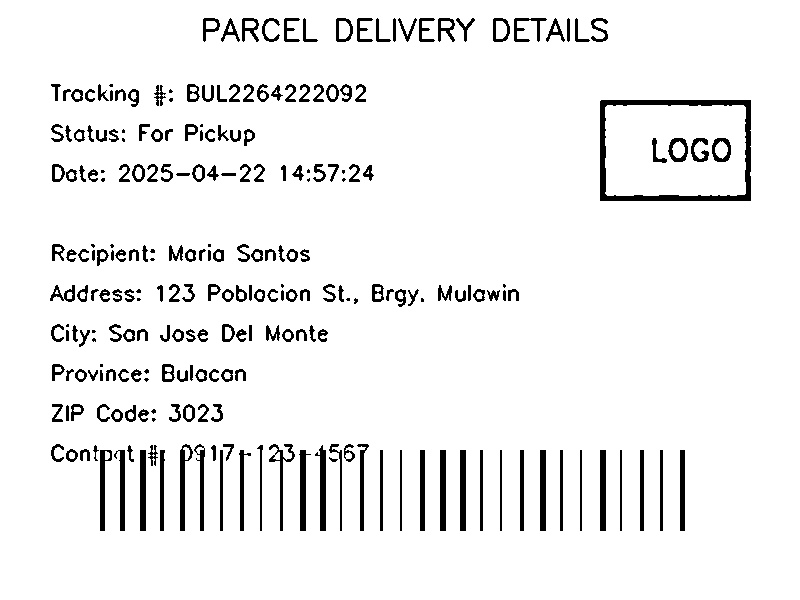 PARCEL DELIVERY DETAILS
Tracking #: BUL2264222092
Status: For Pickup
Date: 2025-04-22 14:57:24
LOGO
Recipient: Maria Santos
Address: 123 Poblacion St., Brgy. Mulawin
City: San Jose Del Monte
Province: Bulacan
ZIP Code: 3023
Contact #: 0917-123-4567